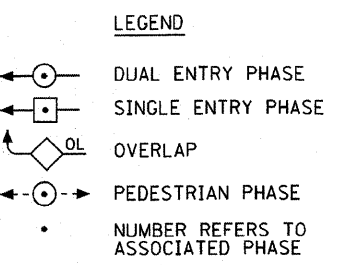 LEGEND
DUAL ENTRY PHASE
SINGLE ENTRY PHASE
OL
OVERLAP
PEDESTRIAN PHASE
NUMBER REFERS TO
ASSOCIATED PHASE